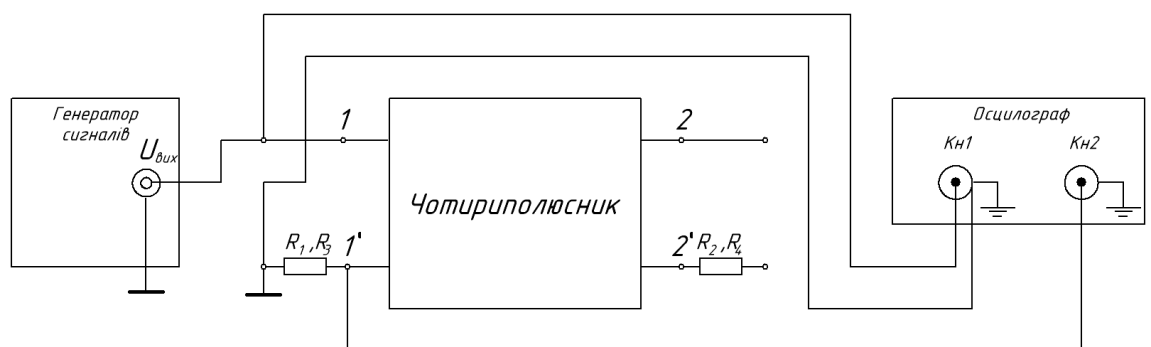 Генератор
сигналів
Uвих
1
2
Осцилограф
Кн1
Кн2
Чотириполюсник
R1,R3
1'
2'
R2,R4